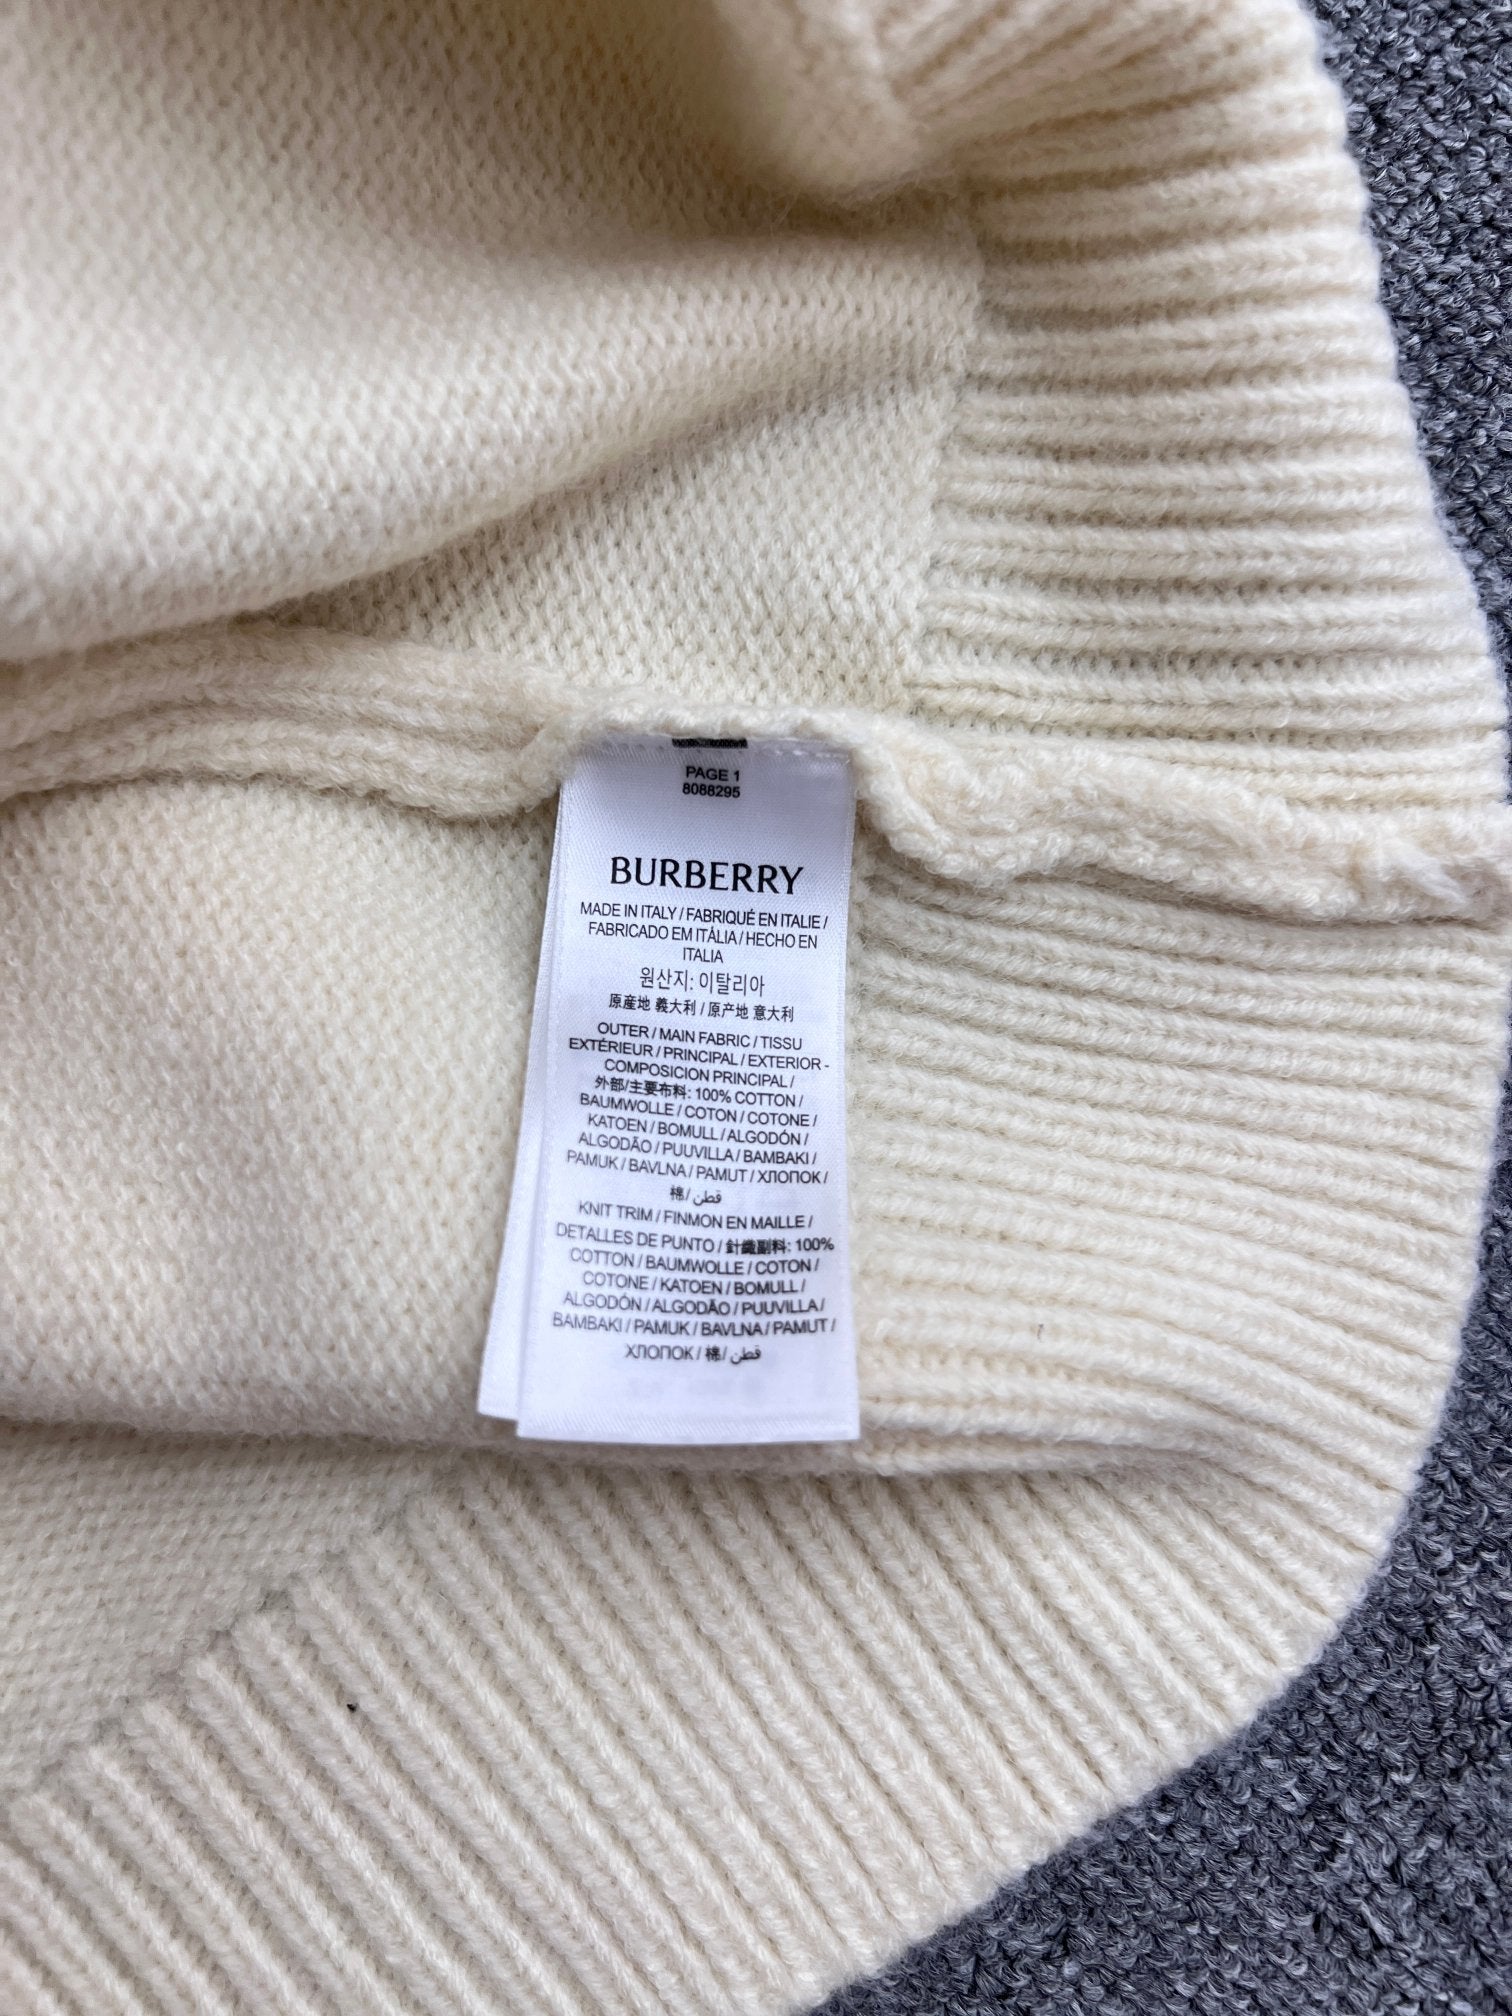 PAGE 1
8088295
BURBERRY
MADE IN ITALY / FABRIQUÉ EN ITALIE /
FABRICADO EM ITÁLIA / HECHO EN
ITALIA
원산지: 이탈리아
原産地 義大利 / 原产地 意大利
OUTER / MAIN FABRIC / TISSU
EXTÉRIEUR / PRINCIPAL / EXTERIOR -
COMPOSICION PRINCIPAL /
外部/主要布料: 100% COTTON /
BAUMWOLLE / COTON / COTONE /
KATOEN / BOMULL / ALGODÓN /
ALGODÃO / PUUVILLA / BAMBAKI /
PAMUK / BAVLNA / PAMUT / ХЛОПОК /
棉 / قطن
KNIT TRIM / FINMON EN MAILLE /
DETALLES DE PUNTO / 針織副料: 100%
COTTON / BAUMWOLLE / COTON /
COTONE / KATOEN / BOMULL /
ALGODÓN / ALGODÃO / PUUVILLA /
BAMBAKI / PAMUK / BAVLNA / PAMUT /
ХЛОПОК / 棉 / قطن